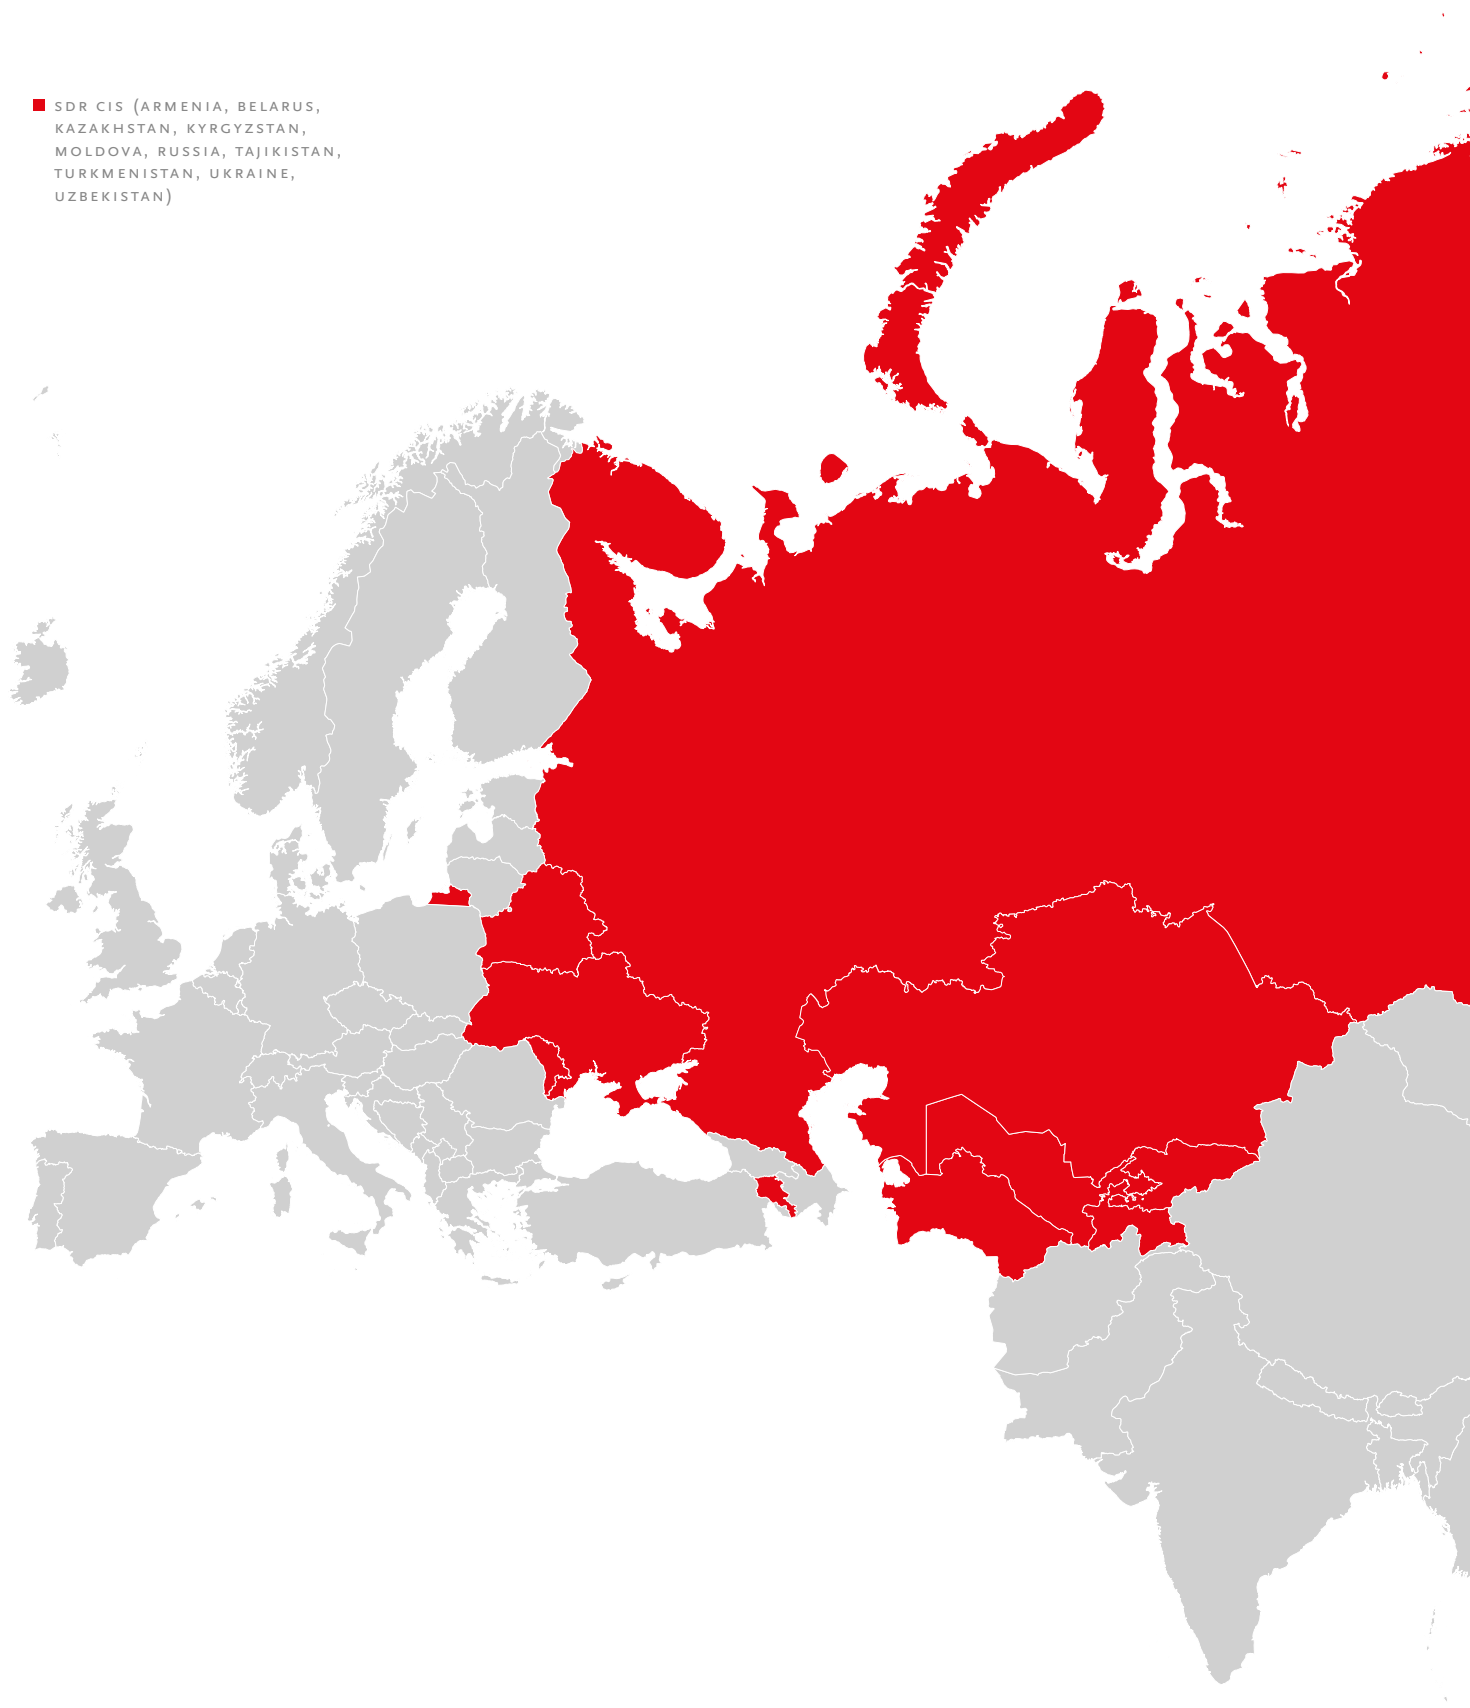 SDR CIS (ARMENIA, BELARUS,
KAZAKHSTAN, KYRGYZSTAN,
MOLDOVA, RUSSIA, TAJIKISTAN,
TURKMENISTAN, UKRAINE,
UZBEKISTAN)